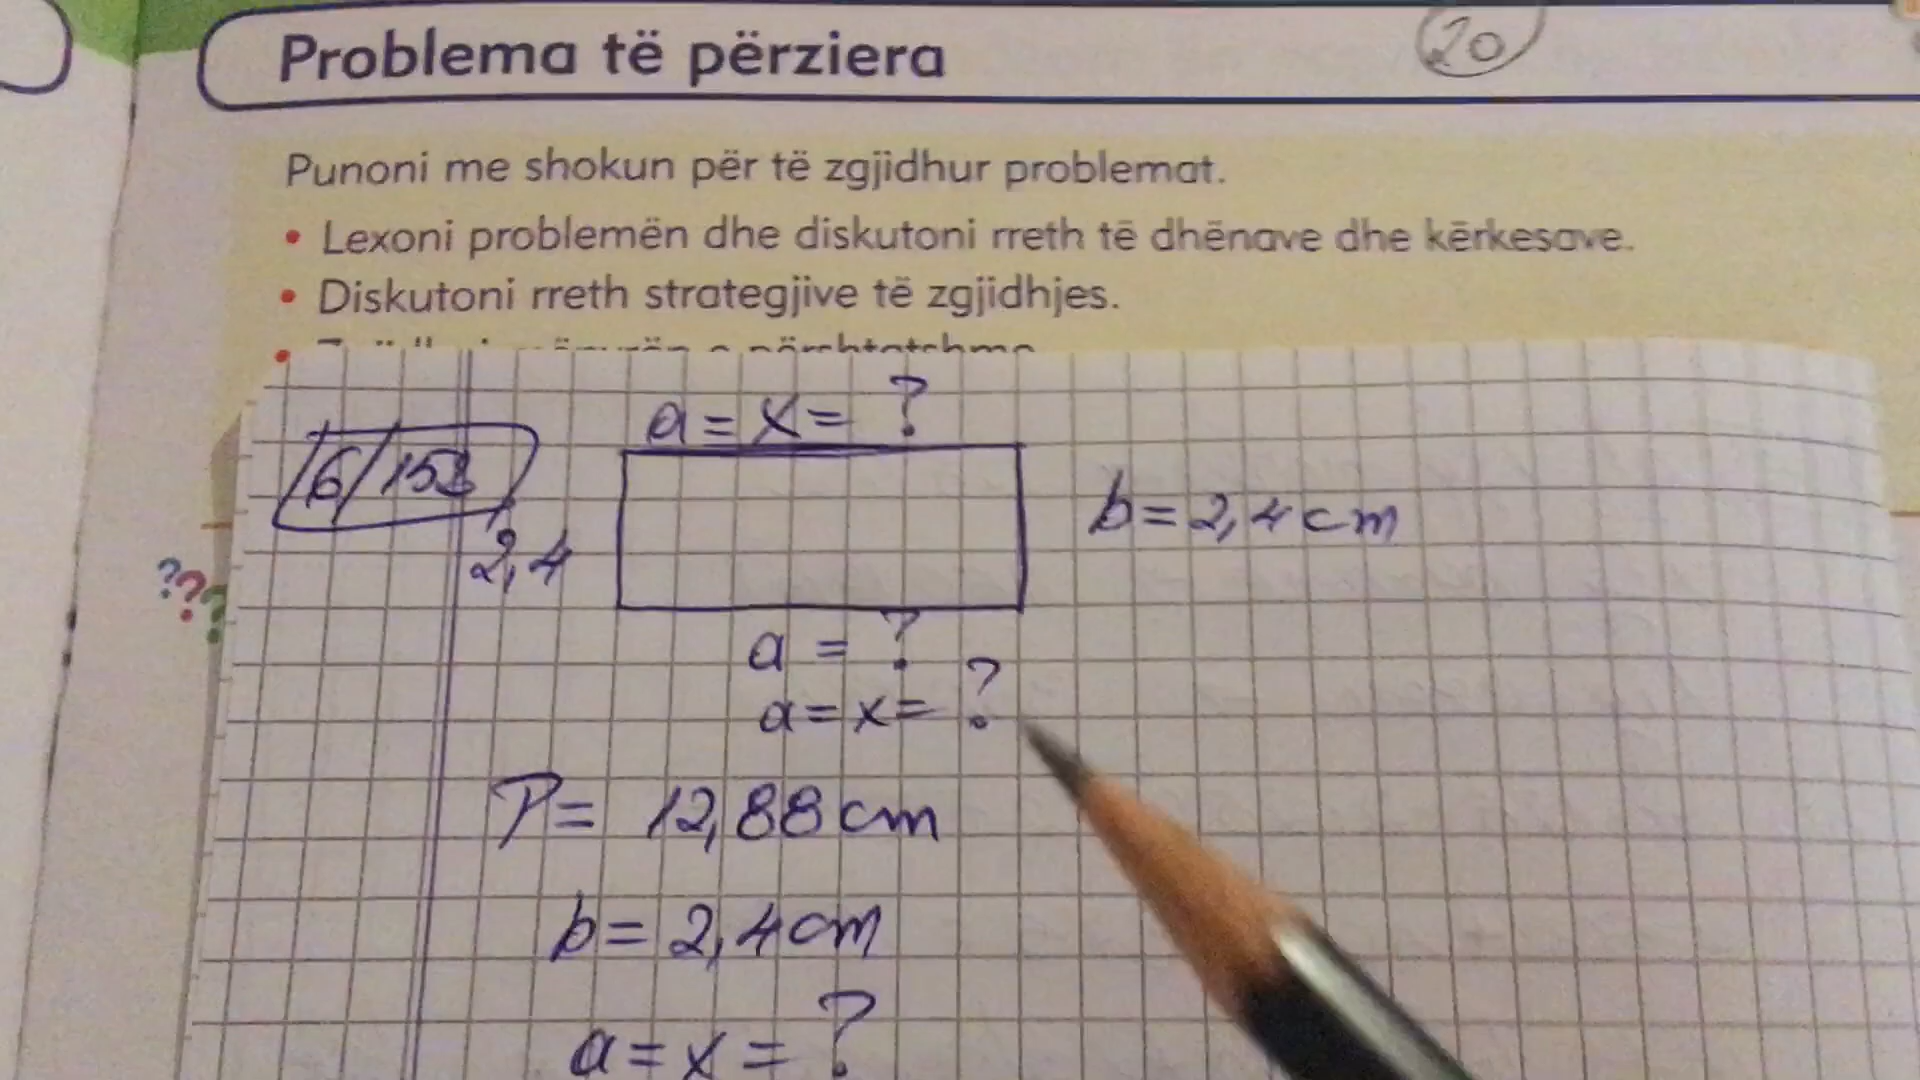 Problema të përziera
20
Punoni me shokun për të zgjidhur problemat.
• Lexoni problemën dhe diskutoni rreth të dhënave dhe kërkesave.
• Diskutoni rreth strategjive të zgjidhjes.
a = x = ?
6/153
b = 2,4 cm
2,4
a = ?
a = x = ?
P = 12,88 cm
b = 2,4 cm
a = x = ?
???